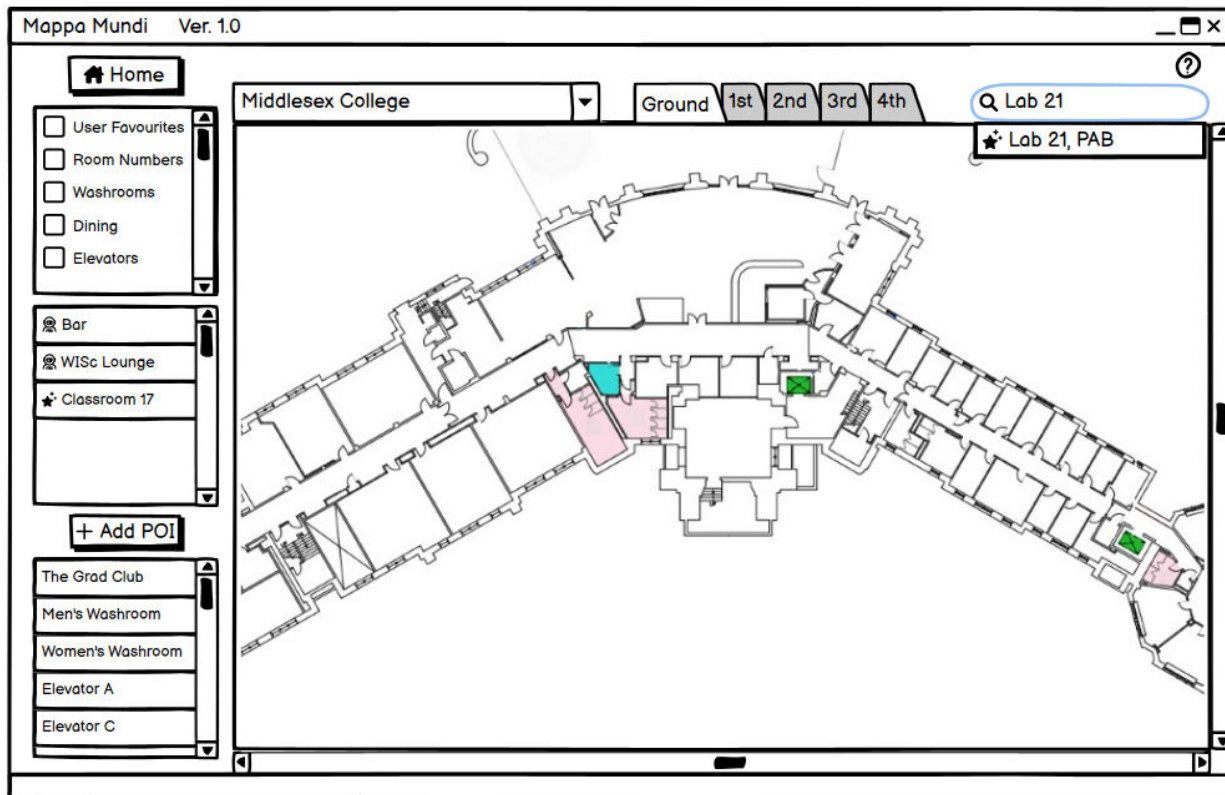 Mappa Mundi Ver. 1.0
Home
User Favourites
Room Numbers
Washrooms
Dining
Elevators
Bar
WISc Lounge
Classroom 17
+ Add POI
The Grad Club
Men's Washroom
Women's Washroom
Elevator A
Elevator C
Middlesex College
Ground 1st 2nd 3rd 4th
?
Lab 21
Lab 21, PAB